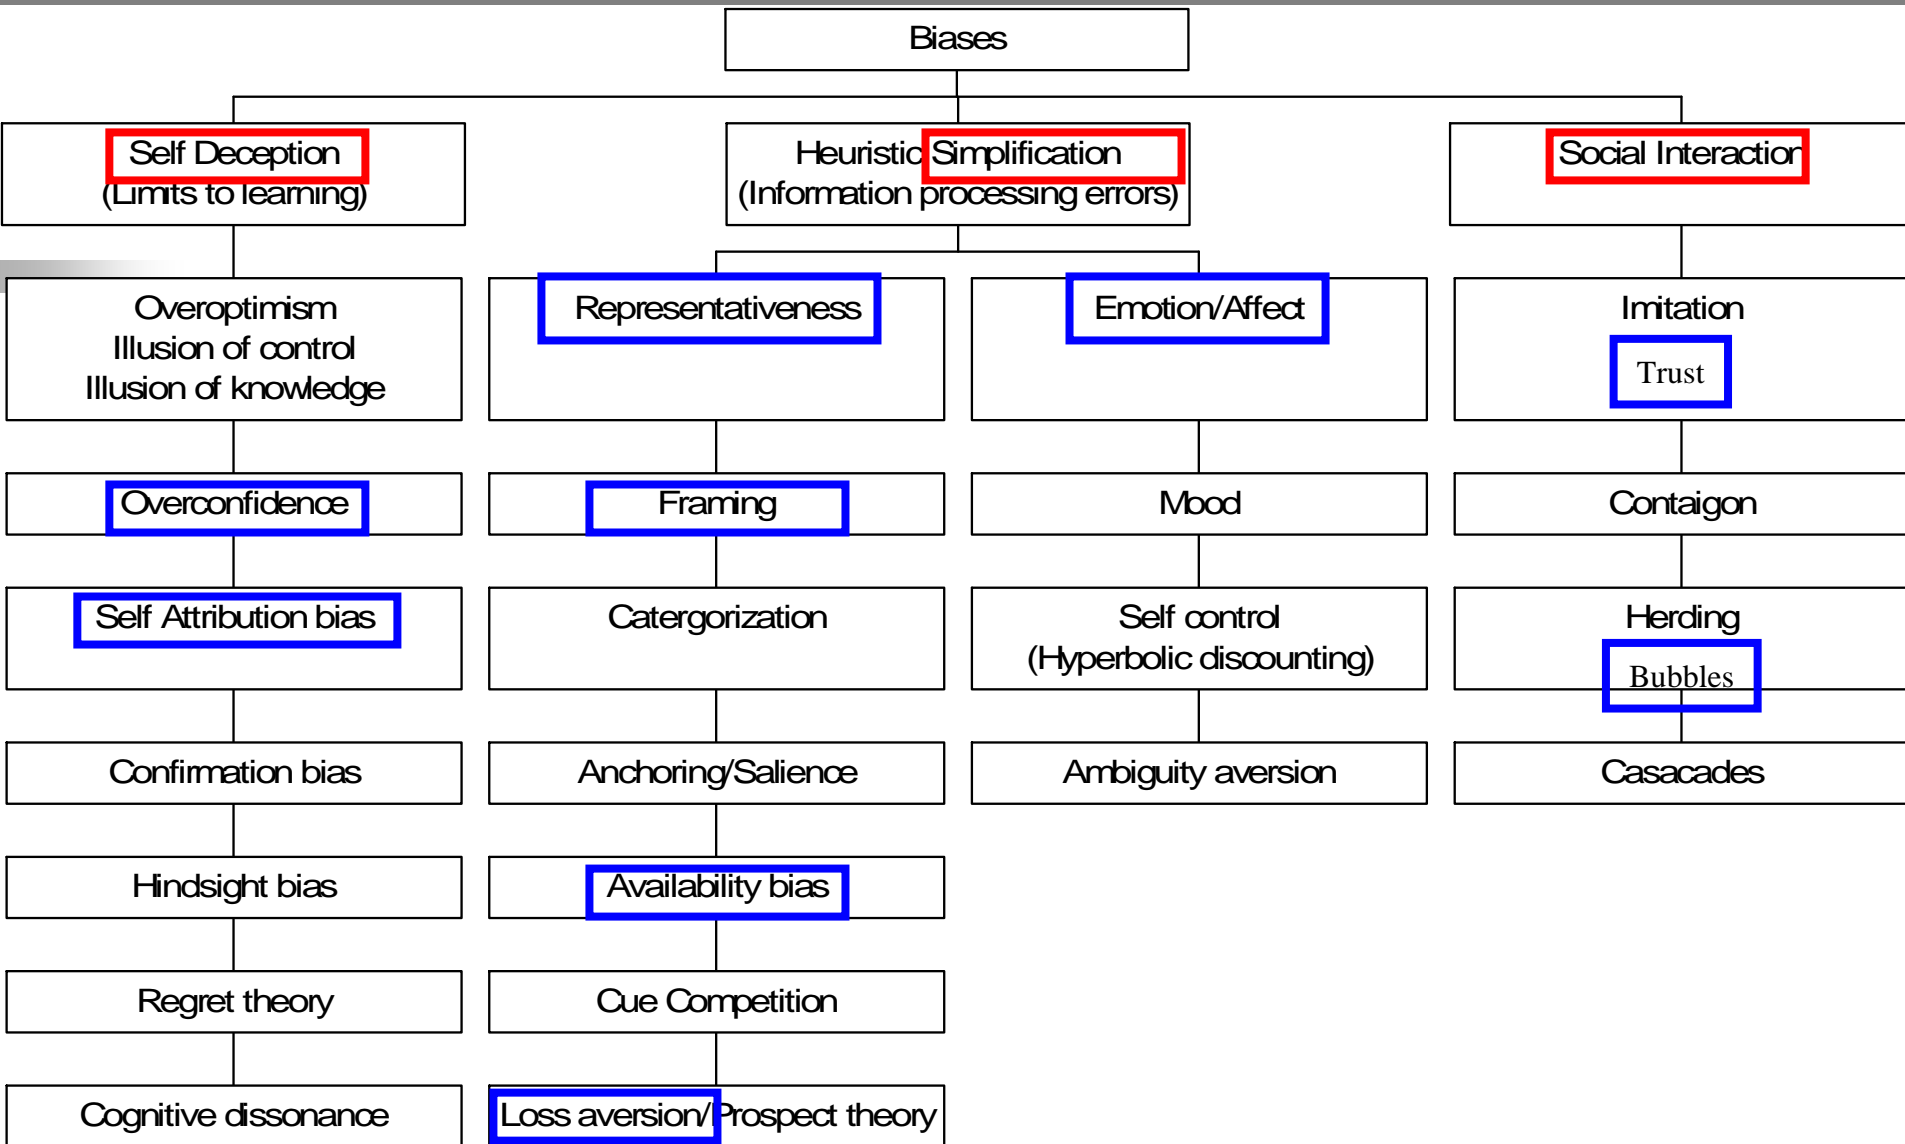 Biases
Self Deception
(Limits to learning)
Heuristic Simplification
(Information processing errors)
Social Interaction
Overoptimism
Illusion of control
Illusion of knowledge
Representativeness
Emotion/Affect
Imitation
Trust
Overconfidence
Framing
Mood
Contaigon
Self Attribution bias
Catergorization
Self control
(Hyperbolic discounting)
Herding
Bubbles
Confirmation bias
Anchoring/Salience
Ambiguity aversion
Casacades
Hindsight bias
Availability bias
Regret theory
Cue Competition
Cognitive dissonance
Loss aversion/Prospect theory